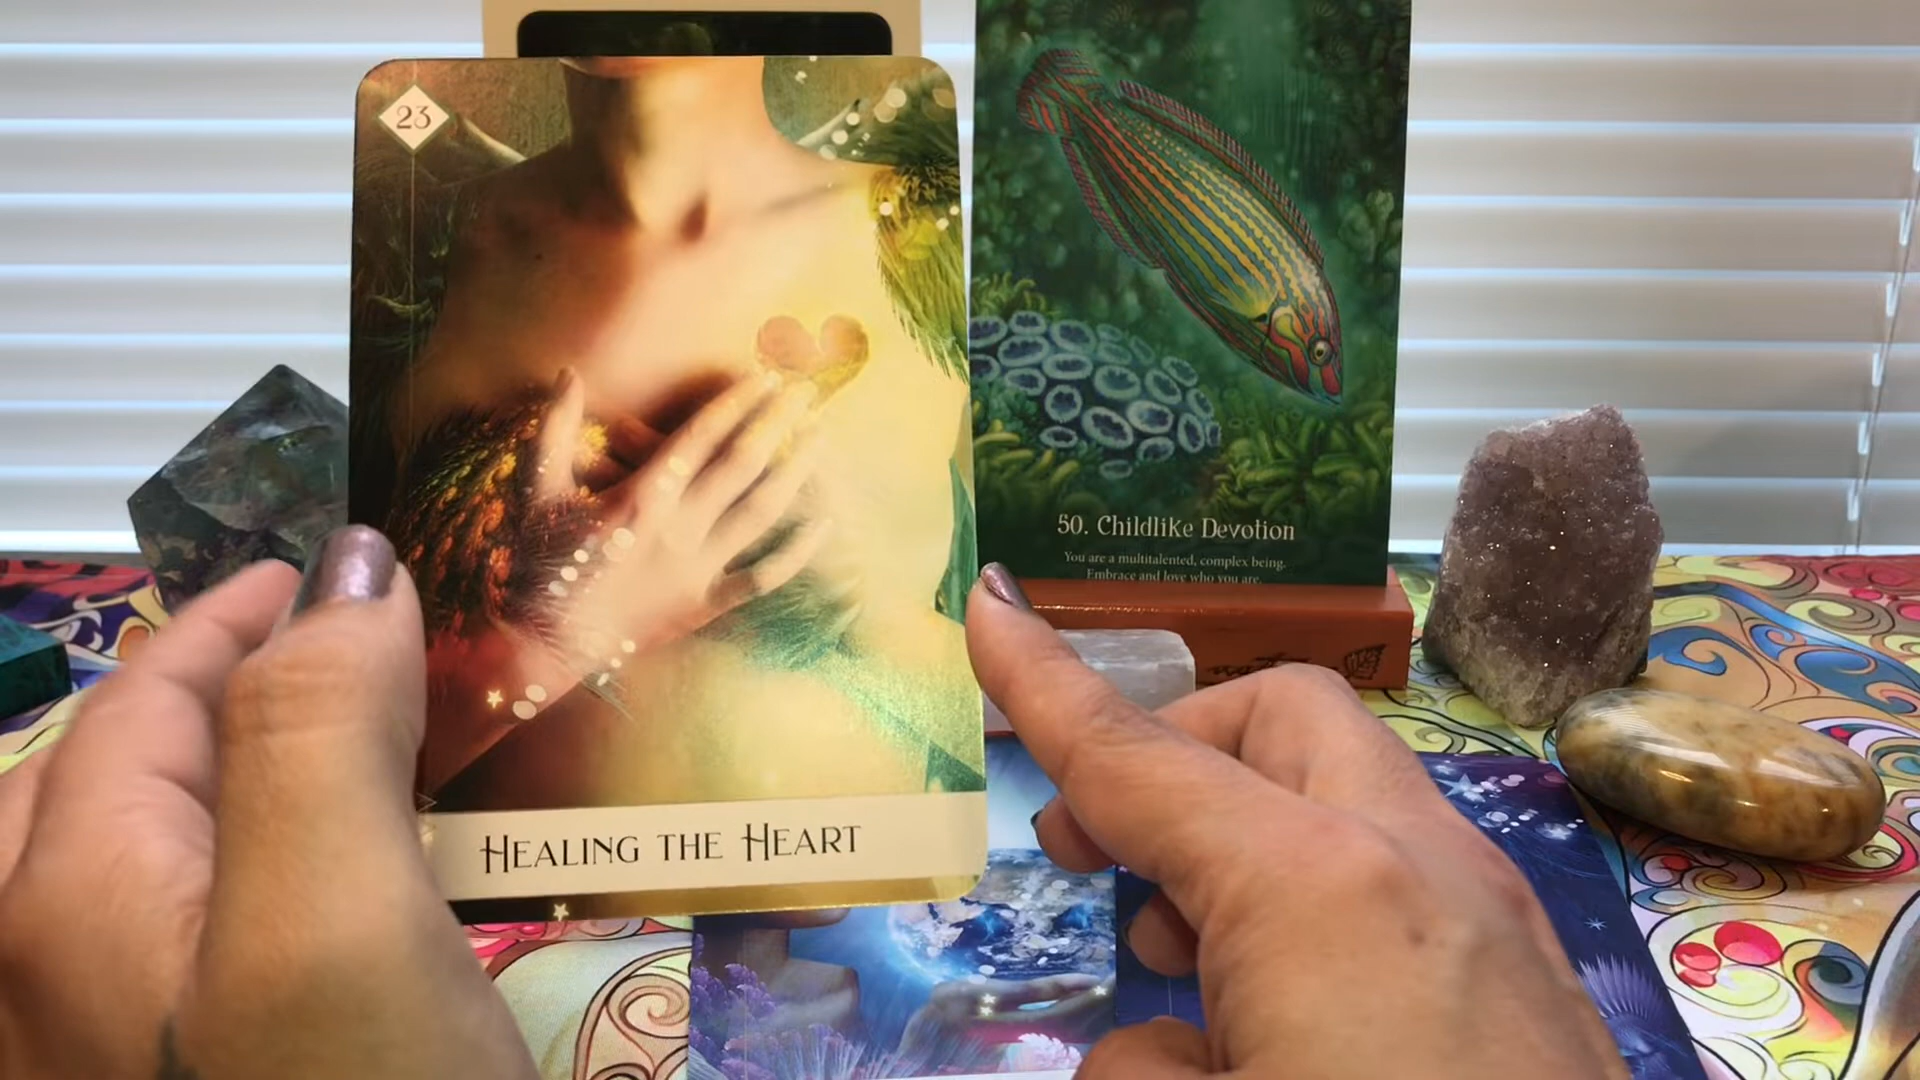 23
Healing the Heart
50. Childlike Devotion
You are a multitalented, complex being.
Embrace and love who you are.